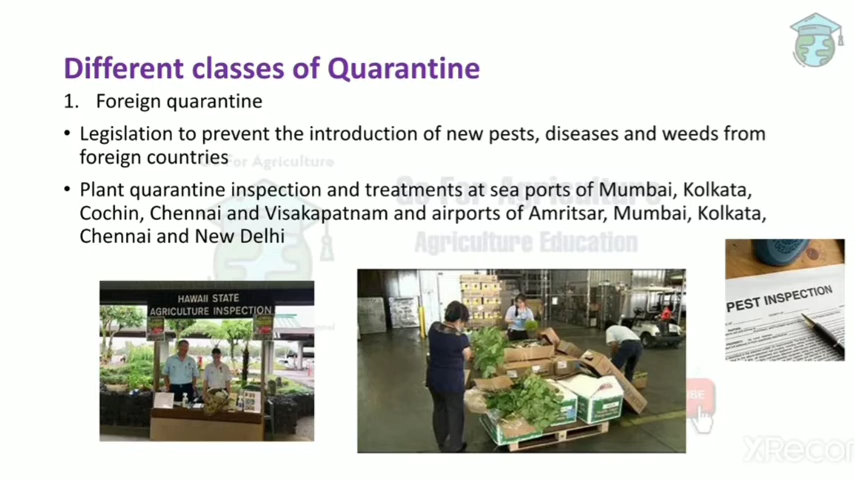 Different classes of Quarantine
1. Foreign quarantine
• Legislation to prevent the introduction of new pests, diseases and weeds from
foreign countries
Go For Agriculture
• Plant quarantine inspection and treatments at sea ports of Mumbai, Kolkata,
Cochin, Chennai and Visakapatnam and airports of Amritsar, Mumbai, Kolkata,
Chennai and New Delhi
Go For Agriculture
Agriculture Education
HAWAII STATE
AGRICULTURE INSPECTION
PEST INSPECTION
XRecor